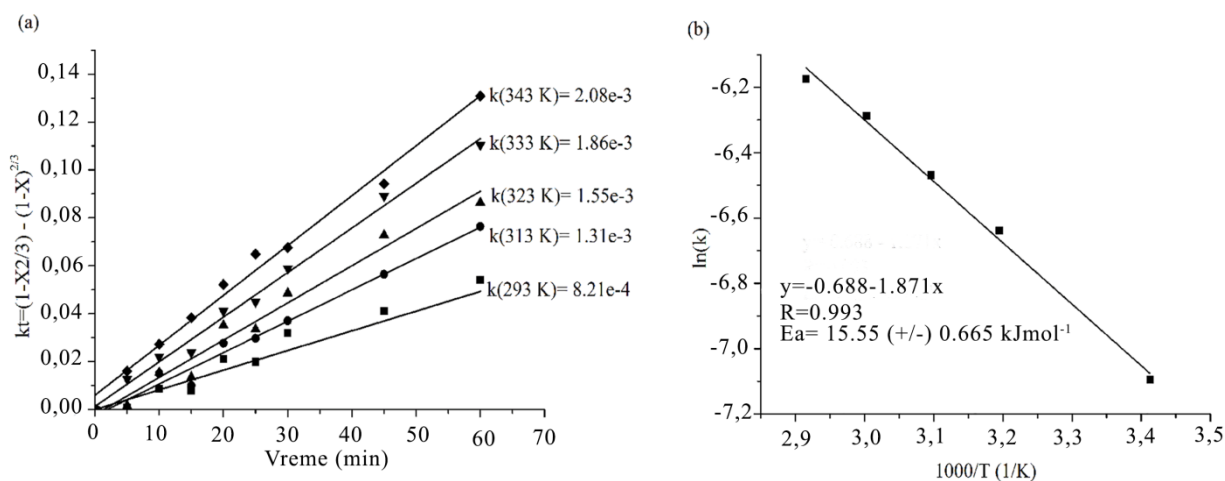 (a)
kt=(1-X2/3) - (1-X)^2/3
0,14
0,12
0,10
0,08
0,06
0,04
0,02
0,00
k(343 K)= 2.08e-3
k(333 K)= 1.86e-3
k(323 K)= 1.55e-3
k(313 K)= 1.31e-3
k(293 K)= 8.21e-4
0 10 20 30 40 50 60 70
Vreme (min)
(b)
ln(k)
-6,2
-6,4
-6,6
-6,8
-7,0
-7,2
y=-0.688-1.871x
R=0.993
Ea= 15.55 (+/-) 0.665 kJmol⁻¹
2,9 3,0 3,1 3,2 3,3 3,4 3,5
1000/T (1/K)